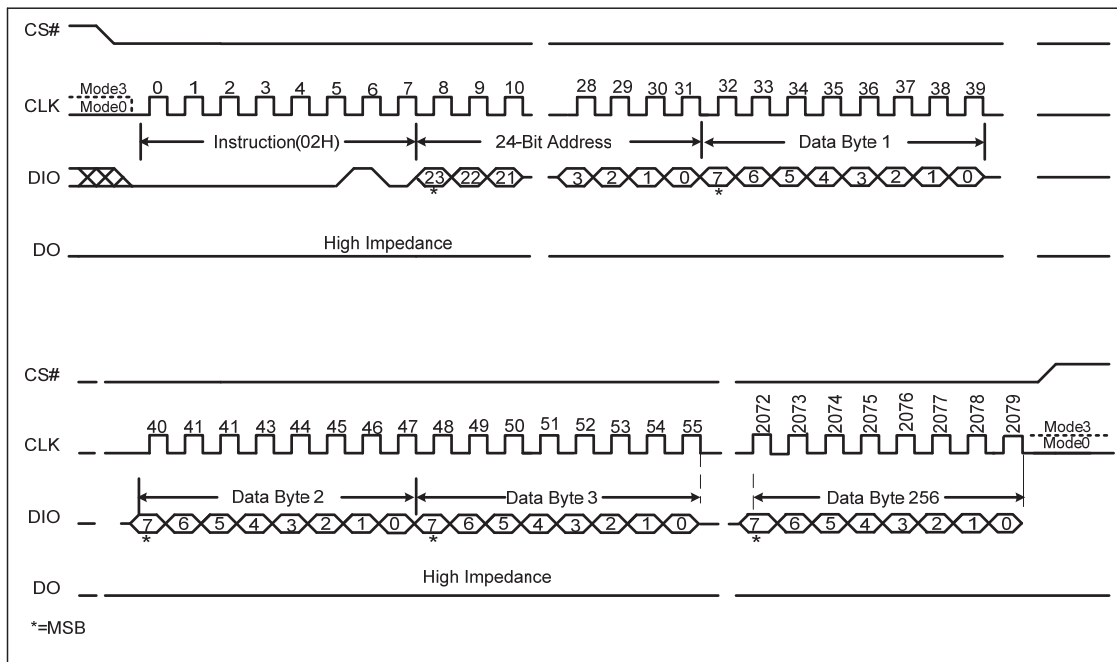 CS#
Mode3
0 1 2 3 4 5 6 7 8 9 10 28 29 30 31 32 33 34 35 36 37 38 39
CLK
Mode0
Instruction(02H) 24-Bit Address Data Byte 1
DIO 23 22 21 3 2 1 0 7 6 5 4 3 2 1 0
* *
High Impedance
DO
CS#
40 41 41 43 44 45 46 47 48 49 50 51 52 53 54 55 2072 2073 2074 2075 2076 2077 2078 2079
Mode3
CLK
Mode0
Data Byte 2 Data Byte 3 Data Byte 256
DIO 7 6 5 4 3 2 1 0 7 6 5 4 3 2 1 0 7 6 5 4 3 2 1 0
* * *
High Impedance
DO
*=MSB